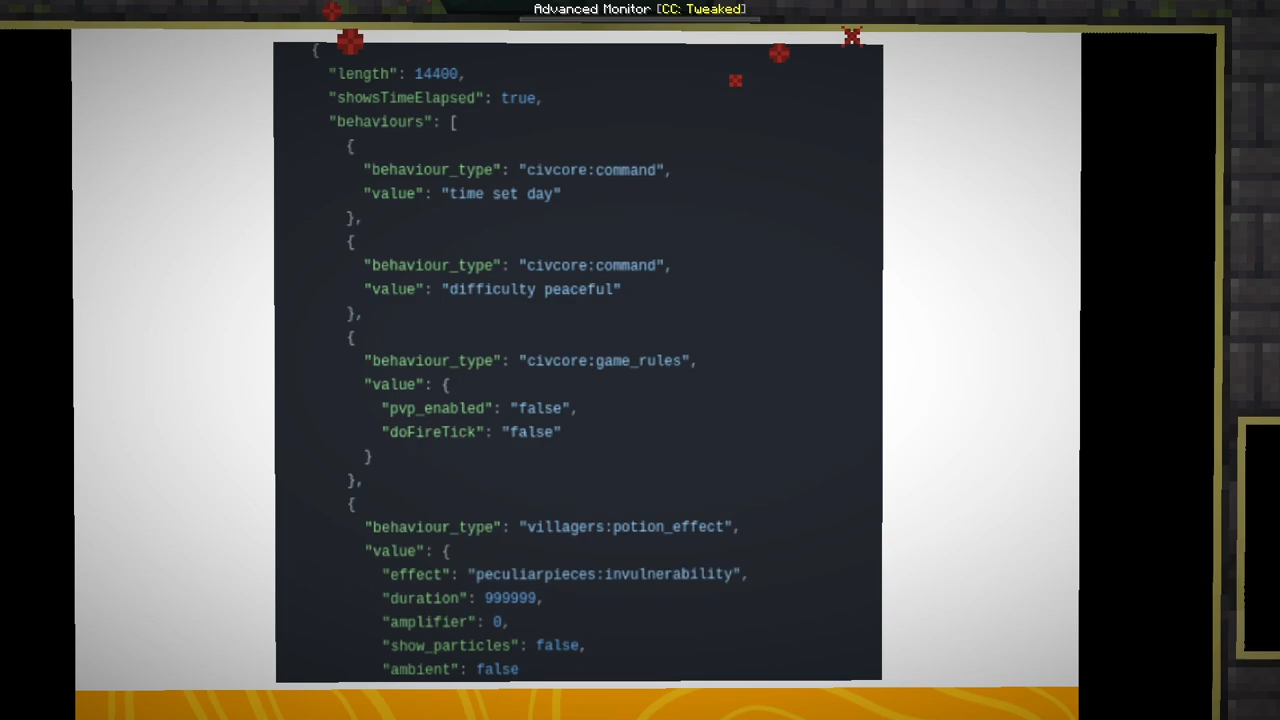 Advanced Monitor [CC: Tweaked]
{
"length": 14400,
"showsTimeElapsed": true,
"behaviours": [
{
"behaviour_type": "civcore:command",
"value": "time set day"
},
{
"behaviour_type": "civcore:command",
"value": "difficulty peaceful"
},
{
"behaviour_type": "civcore:game_rules",
"value": {
"pvp_enabled": "false",
"doFireTick": "false"
}
},
{
"behaviour_type": "villagers:potion_effect",
"value": {
"effect": "peculiarpieces:invulnerability",
"duration": 999999,
"amplifier": 0,
"show_particles": false,
"ambient": false